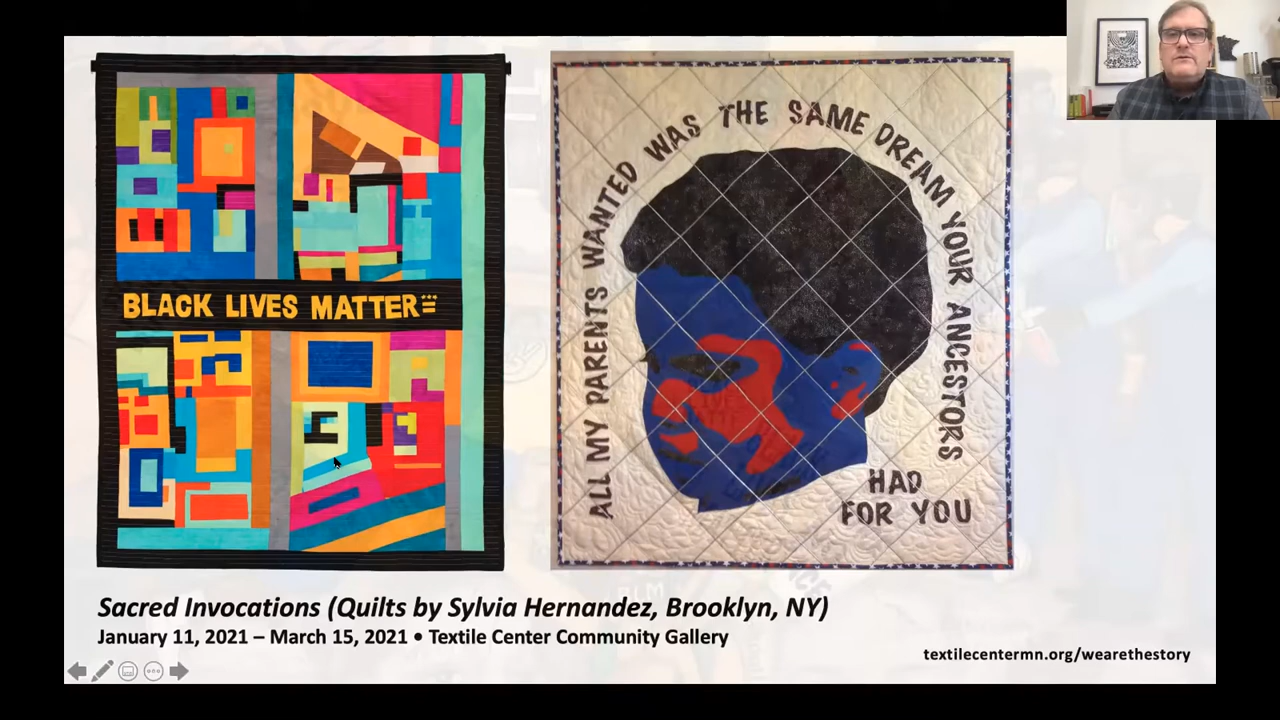 BLACK LIVES MATTER
ALL MY PARENTS WANTED WAS THE SAME DREAM YOUR ANCESTORS
HAD
FOR YOU
Sacred Invocations (Quilts by Sylvia Hernandez, Brooklyn, NY)
January 11, 2021 – March 15, 2021 • Textile Center Community Gallery
textilecentermn.org/wearethestory